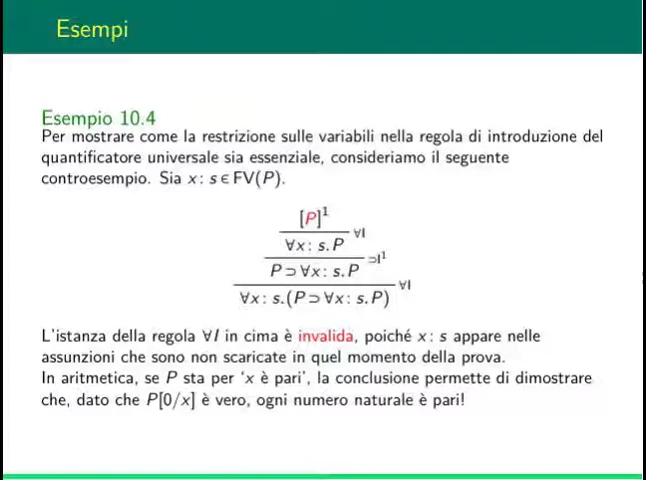 Esempi
Esempio 10.4
Per mostrare come la restrizione sulle variabili nella regola di introduzione del
quantificatore universale sia essenziale, consideriamo il seguente
controesempio. Sia x: s ∈ FV(P).
[P]¹
∀I
∀x: s. P
⊃I¹
P ⊃ ∀x: s. P
∀I
∀x: s.(P ⊃ ∀x: s. P)
L'istanza della regola ∀I in cima è invalida, poiché x: s appare nelle
assunzioni che sono non scaricate in quel momento della prova.
In aritmetica, se P sta per ‘x è pari’, la conclusione permette di dimostrare
che, dato che P[0/x] è vero, ogni numero naturale è pari!